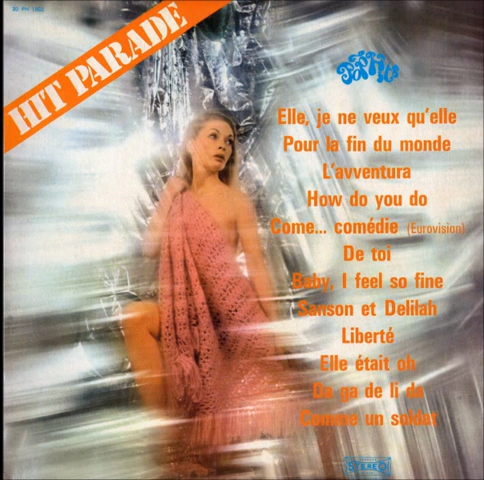 HIT PARADE
Elle, je ne veux qu'elle
Pour la fin du monde
L'avventura
How do you do
Come... comédie (Eurovision)
De toi
Baby, I feel so fine
Sanson et Delilah
Liberté
Elle était oh
Da ga de li da
Comme un soldat
STEREO